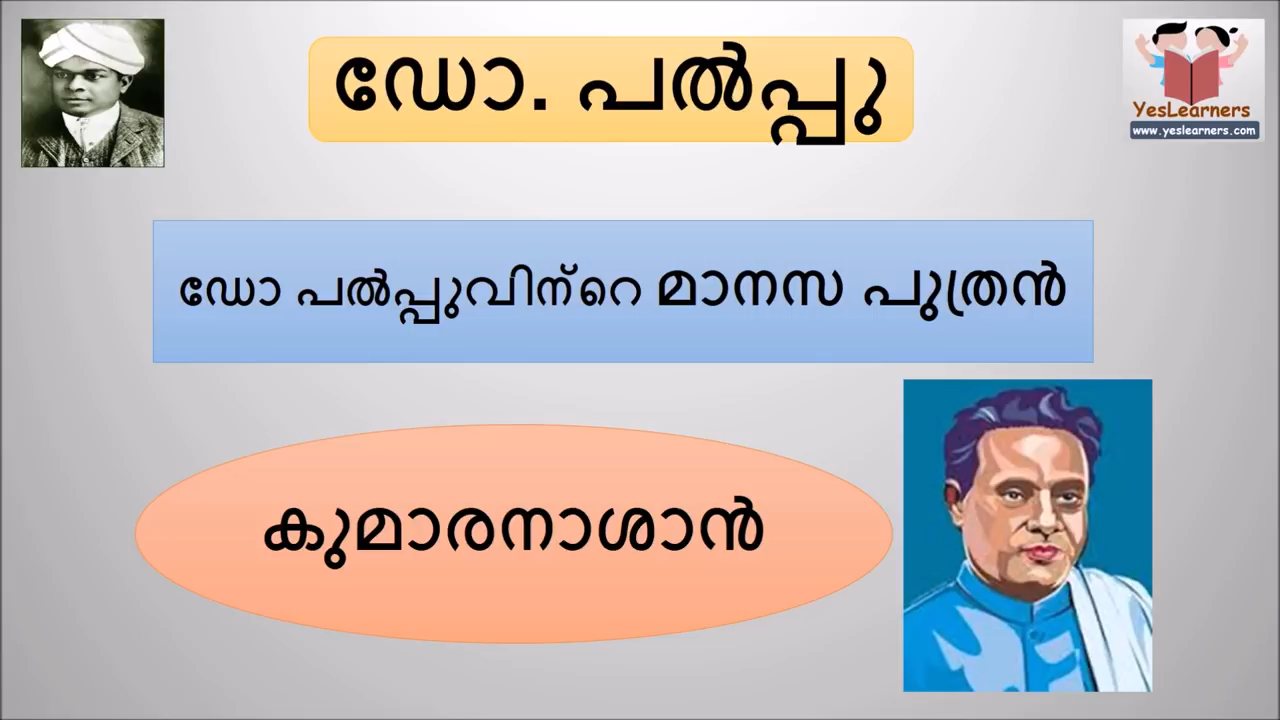 ഡോ. പൽപ്പു
YesLearners
www.yeslearners.com
ഡോ പൽപ്പുവിന്റെ മാനസ പുത്രൻ
കുമാരനാശാൻ